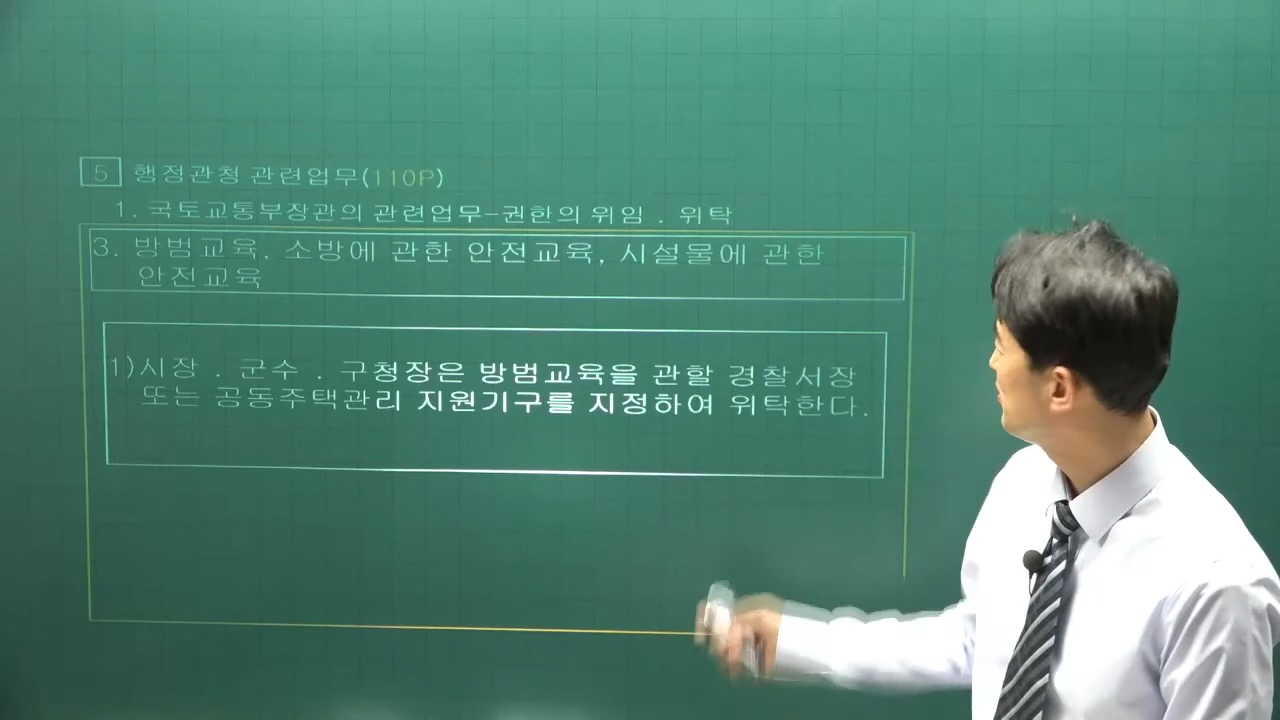 5 행정관청 관련업무(110P)
1. 국토교통부장관의 관련업무-권한의 위임 . 위탁
3. 방범교육, 소방에 관한 안전교육, 시설물에 관한
안전교육
1)시장 . 군수 . 구청장은 방범교육을 관할 경찰서장
또는 공동주택관리 지원기구를 지정하여 위탁한다.